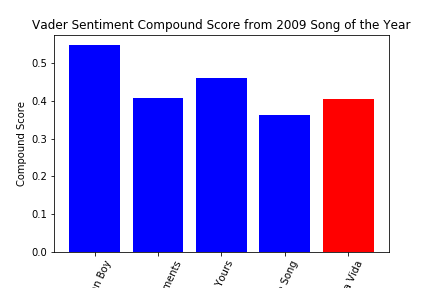 Vader Sentiment Compound Score from 2009 Song of the Year
Compound Score
0.5
0.4
0.3
0.2
0.1
0.0
Boy
Yours
Song
Vida